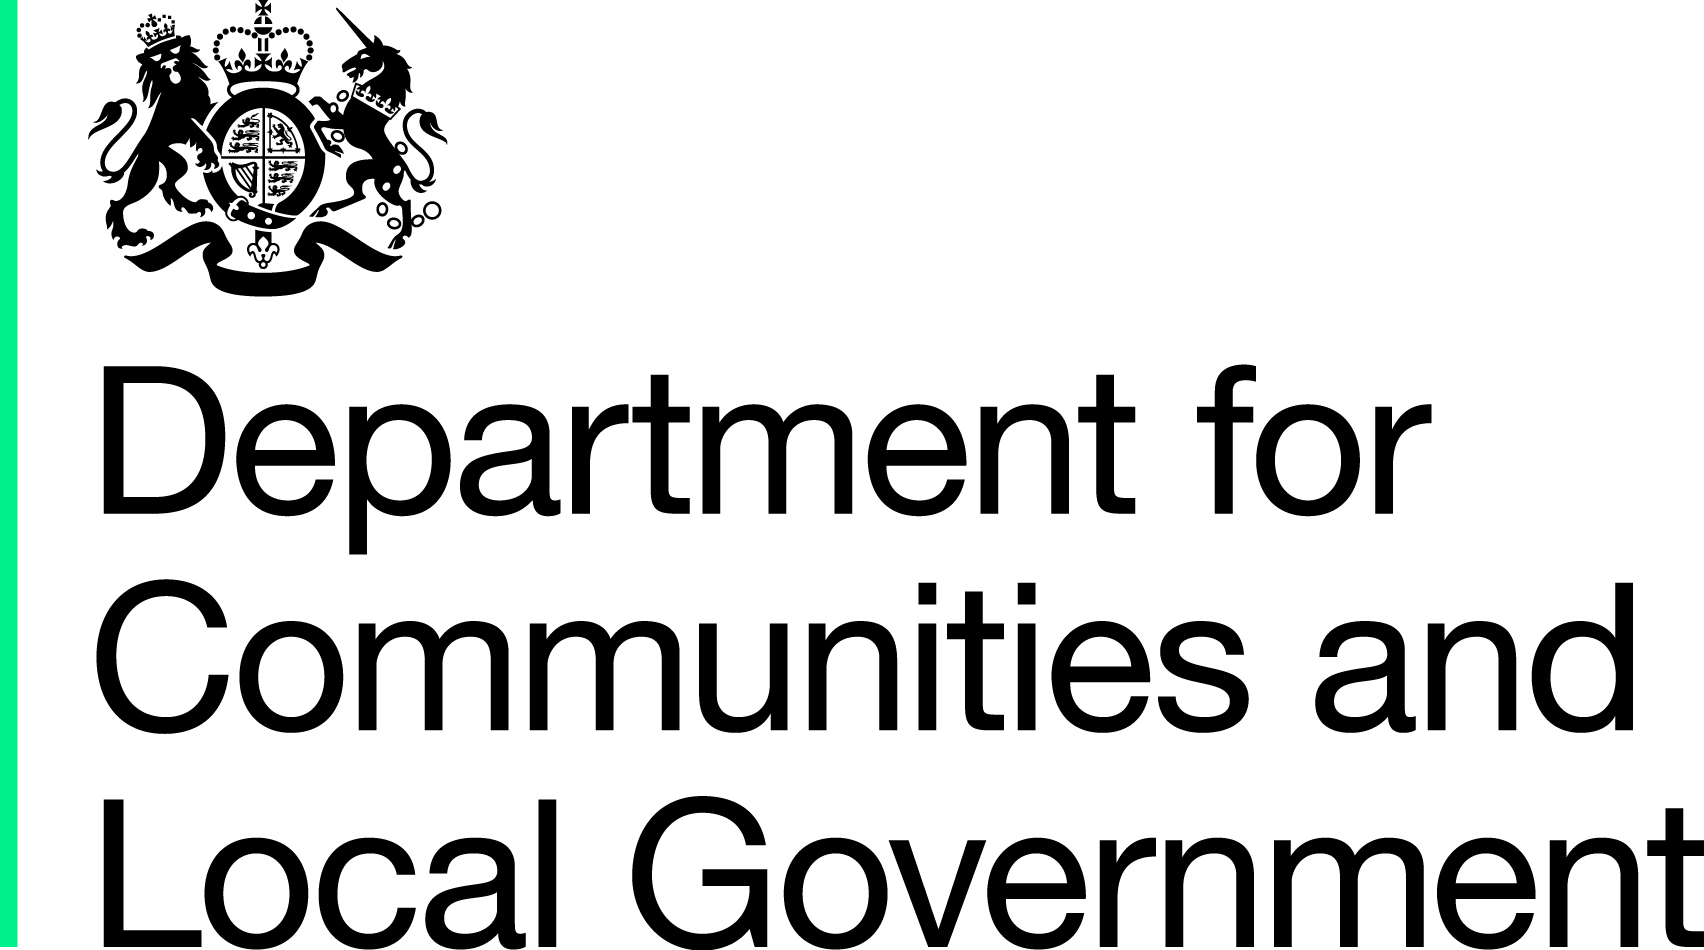 Department for
Communities and
Local Government